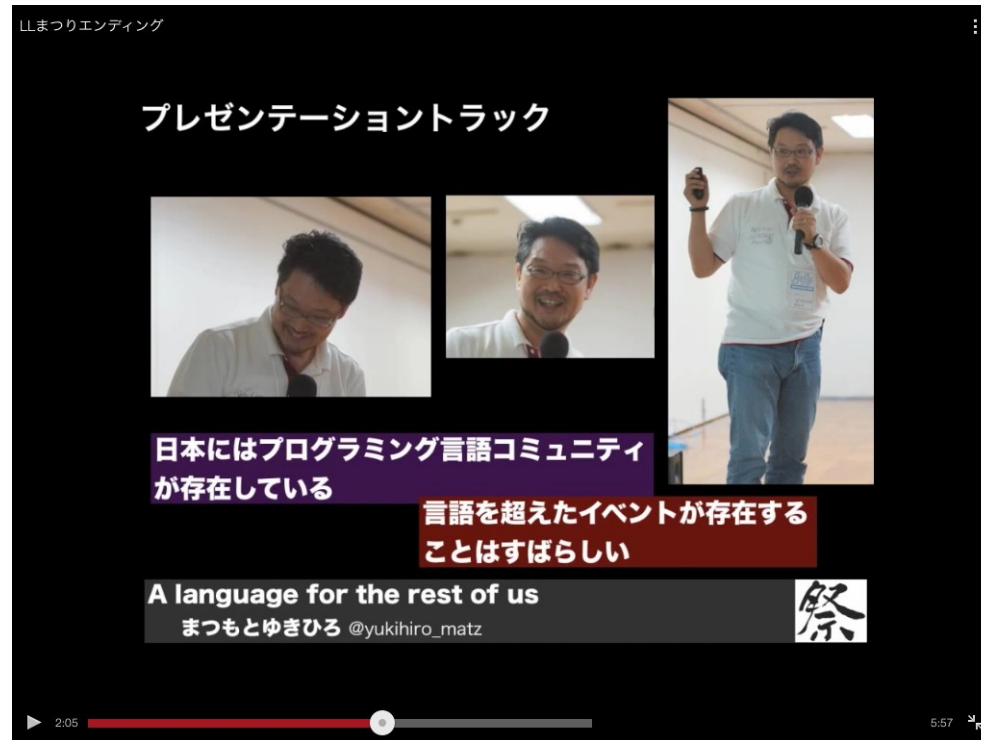 LLまつりエンディング
プレゼンテーショントラック
日本にはプログラミング言語コミュニティ
が存在している
言語を超えたイベントが存在する
ことはすばらしい
A language for the rest of us
まつもとゆきひろ @yukihiro_matz
祭
2:05
5:57